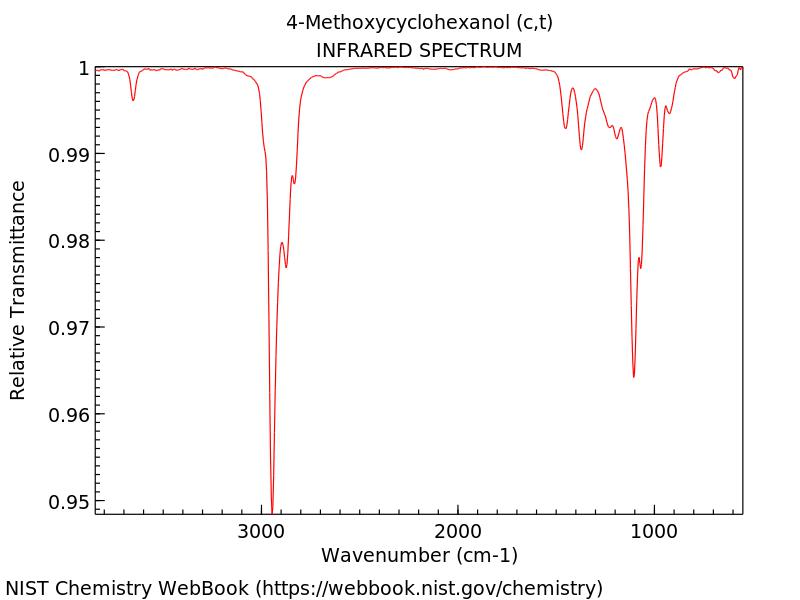 4-Methoxycyclohexanol (c,t)
INFRARED SPECTRUM
1
0.99
0.98
0.97
0.96
0.95
Relative Transmittance
3000 2000 1000
Wavenumber (cm-1)
NIST Chemistry WebBook (https://webbook.nist.gov/chemistry)